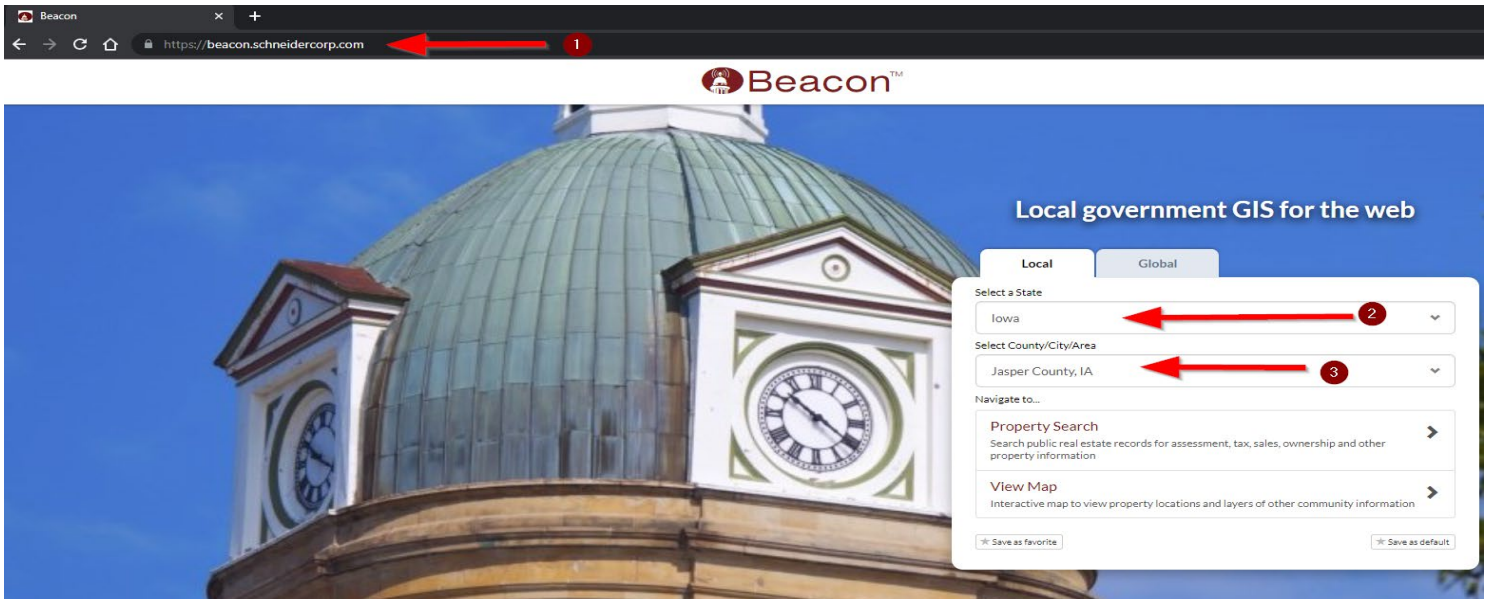 Beacon
https://beacon.schneidercorp.com
1
Beacon™
Local government GIS for the web
Local Global
Select a State
Iowa
2
Select County/City/Area
Jasper County, IA
3
Navigate to...
Property Search
Search public real estate records for assessment, tax, sales, ownership and other
property information
View Map
Interactive map to view property locations and layers of other community information
Save as favorite Save as default